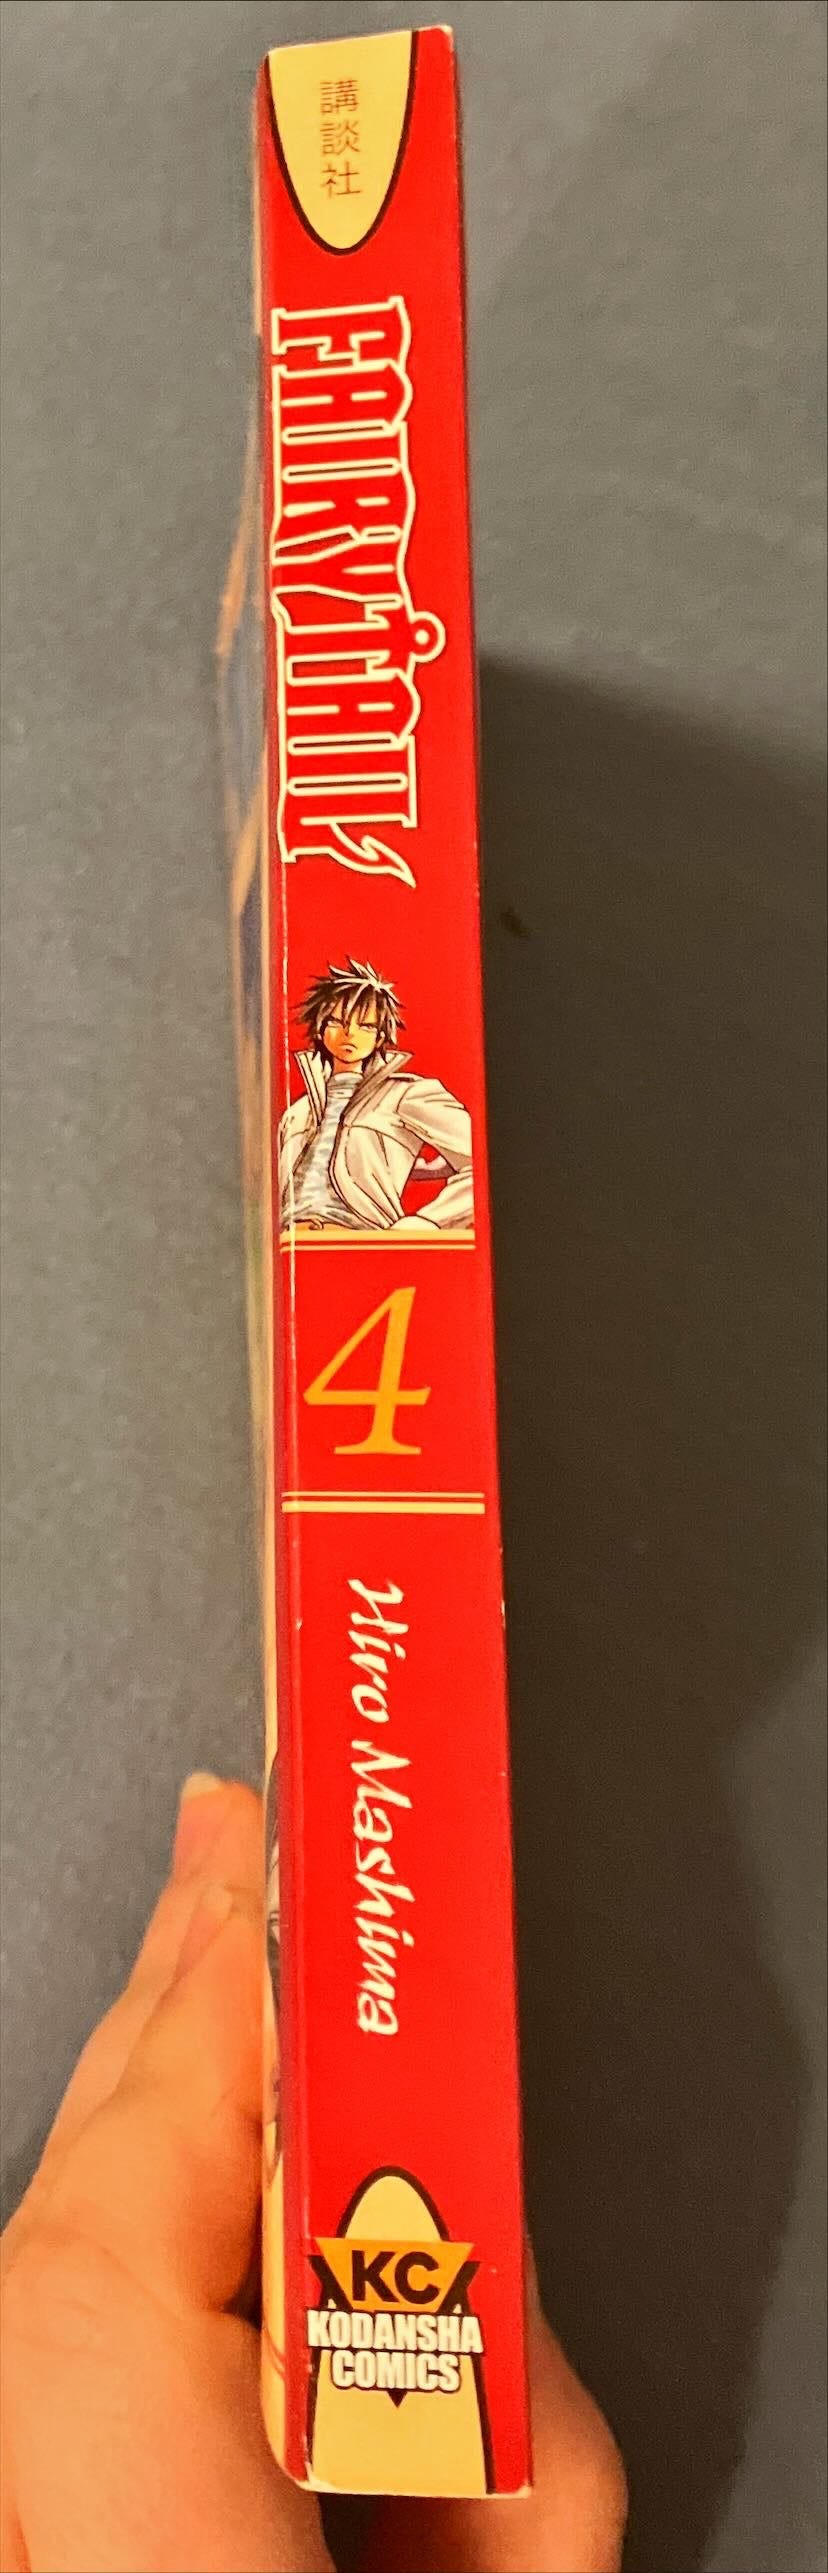 講談社
FAIRY TAIL
4
Hiro Mashima
KC
KODANSHA
COMICS